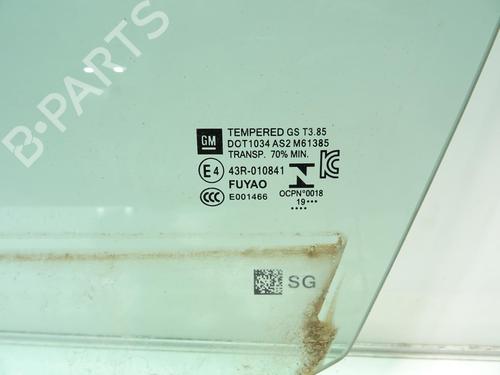 B-PARTS
GM
TEMPERED GS T3.85
DOT1034 AS2 M61385
TRANSP. 70% MIN.
E4 43R-010841
FUYAO
CCC E001466
N
OCPN°0018
19•••
••••
KC
SG